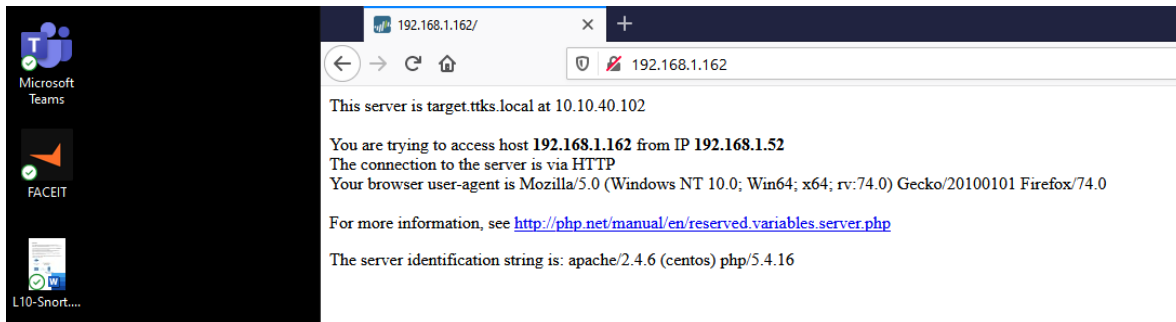 Microsoft
Teams
FACEIT
L10-Snort....
192.168.1.162/
192.168.1.162
This server is target.ttks.local at 10.10.40.102
You are trying to access host 192.168.1.162 from IP 192.168.1.52
The connection to the server is via HTTP
Your browser user-agent is Mozilla/5.0 (Windows NT 10.0; Win64; x64; rv:74.0) Gecko/20100101 Firefox/74.0
For more information, see http://php.net/manual/en/reserved.variables.server.php
The server identification string is: apache/2.4.6 (centos) php/5.4.16